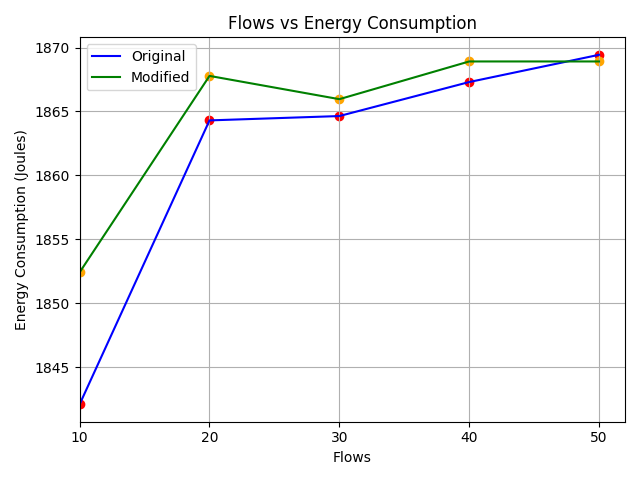 Flows vs Energy Consumption
Original
Modified
Energy Consumption (Joules)
1870
1865
1860
1855
1850
1845
10 20 30 40 50
Flows